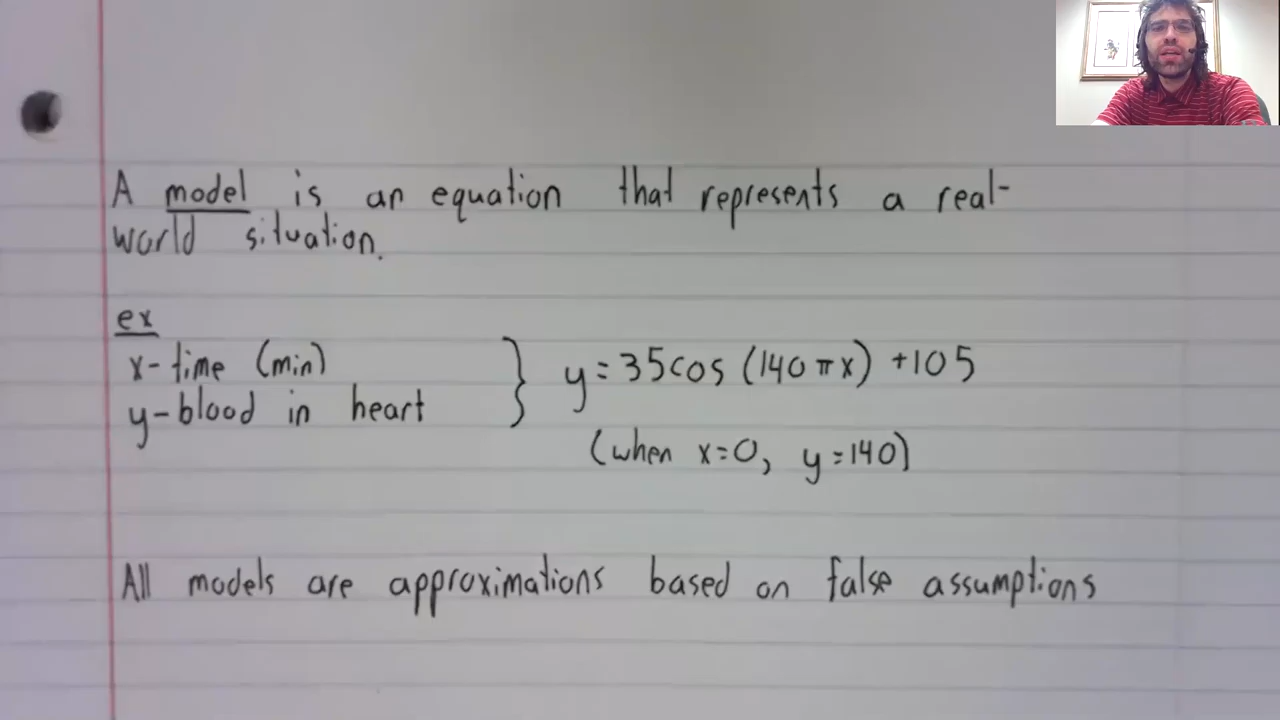 A model is an equation that represents a real-
world situation.
ex
x-time (min)
y-blood in heart
y=35cos (140πx) +105
(when x=0, y=140)
All models are approximations based on false assumptions